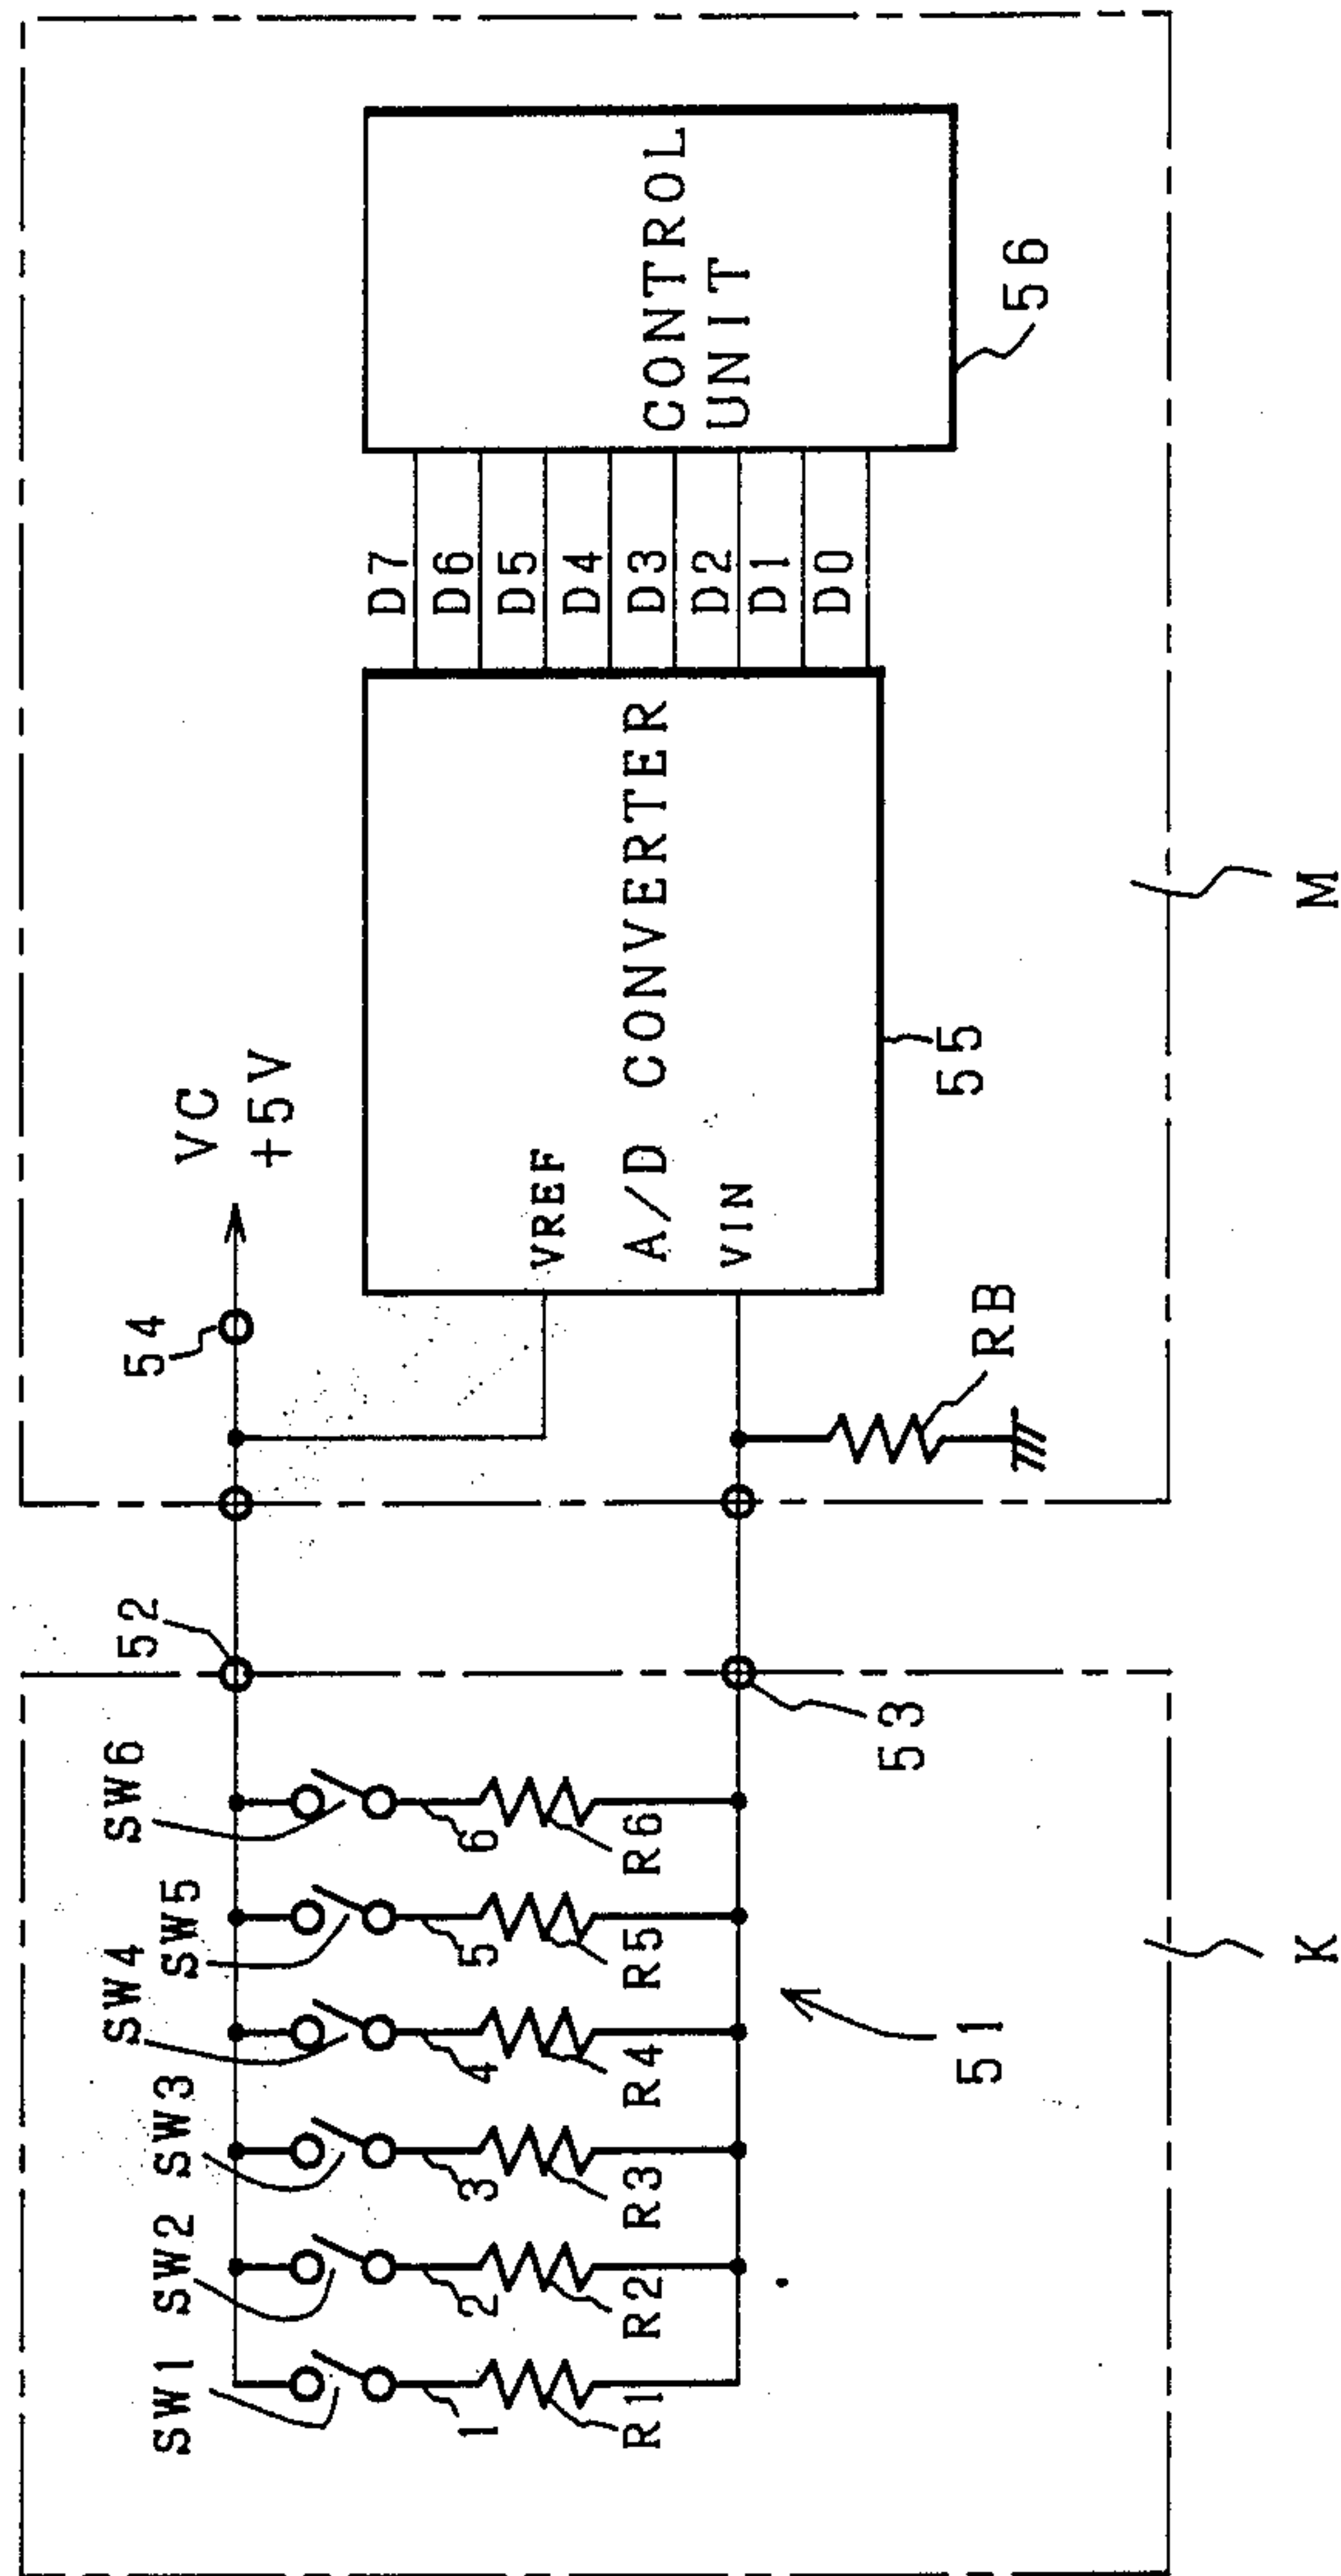 SW1
SW2
SW3
SW4
SW5
SW6
52
54
VC
+5V
1
2
3
4
5
6
R1
R2
R3
R4
R5
R6
53
51
K
VREF
A/D CONVERTER
VIN
RB
55
D7
D6
D5
D4
D3
D2
D1
D0
CONTROL
UNIT
56
M